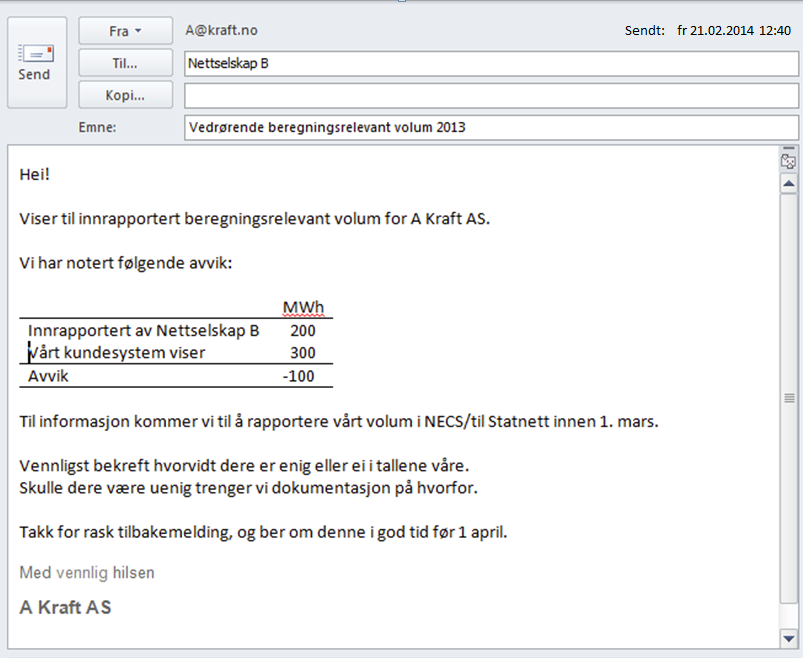 Fra
A@kraft.no
Sendt: fr 21.02.2014 12:40
Send
Til...
Nettselskap B
Kopi...
Emne:
Vedrørende beregningsrelevant volum 2013
Hei!
Viser til innrapportert beregningsrelevant volum for A Kraft AS.
Vi har notert følgende avvik:
MWh
Innrapportert av Nettselskap B 200
Vårt kundesystem viser 300
Avvik -100
Til informasjon kommer vi til å rapportere vårt volum i NECS/til Statnett innen 1. mars.
Vennligst bekreft hvorvidt dere er enig eller ei i tallene våre.
Skulle dere være uenig trenger vi dokumentasjon på hvorfor.
Takk for rask tilbakemelding, og ber om denne i god tid før 1 april.
Med vennlig hilsen
A Kraft AS